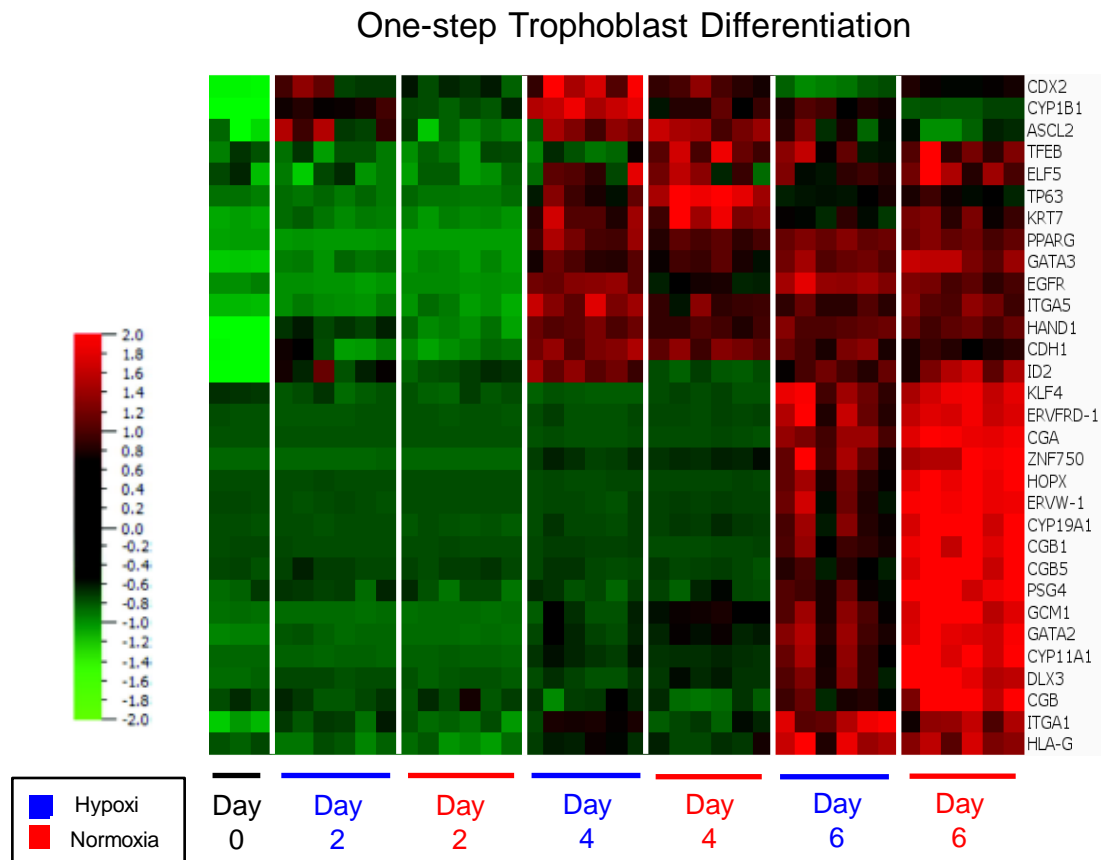 One-step Trophoblast Differentiation
CDX2
CYP1B1
ASCL2
TFEB
ELF5
TP63
KRT7
PPARG
GATA3
EGFR
ITGA5
HAND1
CDH1
ID2
KLF4
ERVFRD-1
CGA
ZNF750
HOPX
ERVW-1
CYP19A1
CGB1
CGB5
PSG4
GCM1
GATA2
CYP11A1
DLX3
CGB
ITGA1
HLA-G
2.0
1.8
1.6
1.4
1.2
1.0
0.8
0.6
0.4
0.2
0.0
-0.2
-0.4
-0.6
-0.8
-1.0
-1.2
-1.4
-1.6
-1.8
-2.0
Hypoxi
Normoxia
Day
0
Day
2
Day
2
Day
4
Day
4
Day
6
Day
6